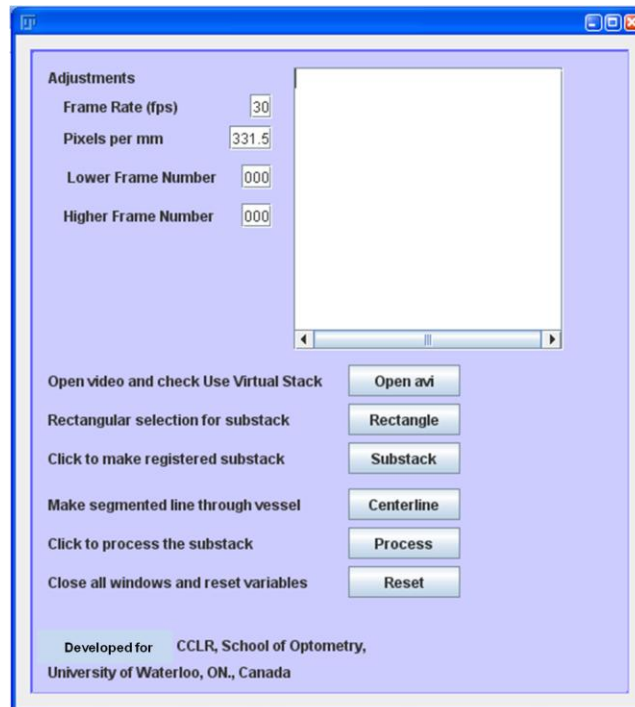 Adjustments
Frame Rate (fps) 30
Pixels per mm 331.5
Lower Frame Number 000
Higher Frame Number 000
Open video and check Use Virtual Stack Open avi
Rectangular selection for substack Rectangle
Click to make registered substack Substack
Make segmented line through vessel Centerline
Click to process the substack Process
Close all windows and reset variables Reset
Developed for CCLR, School of Optometry,
University of Waterloo, ON., Canada